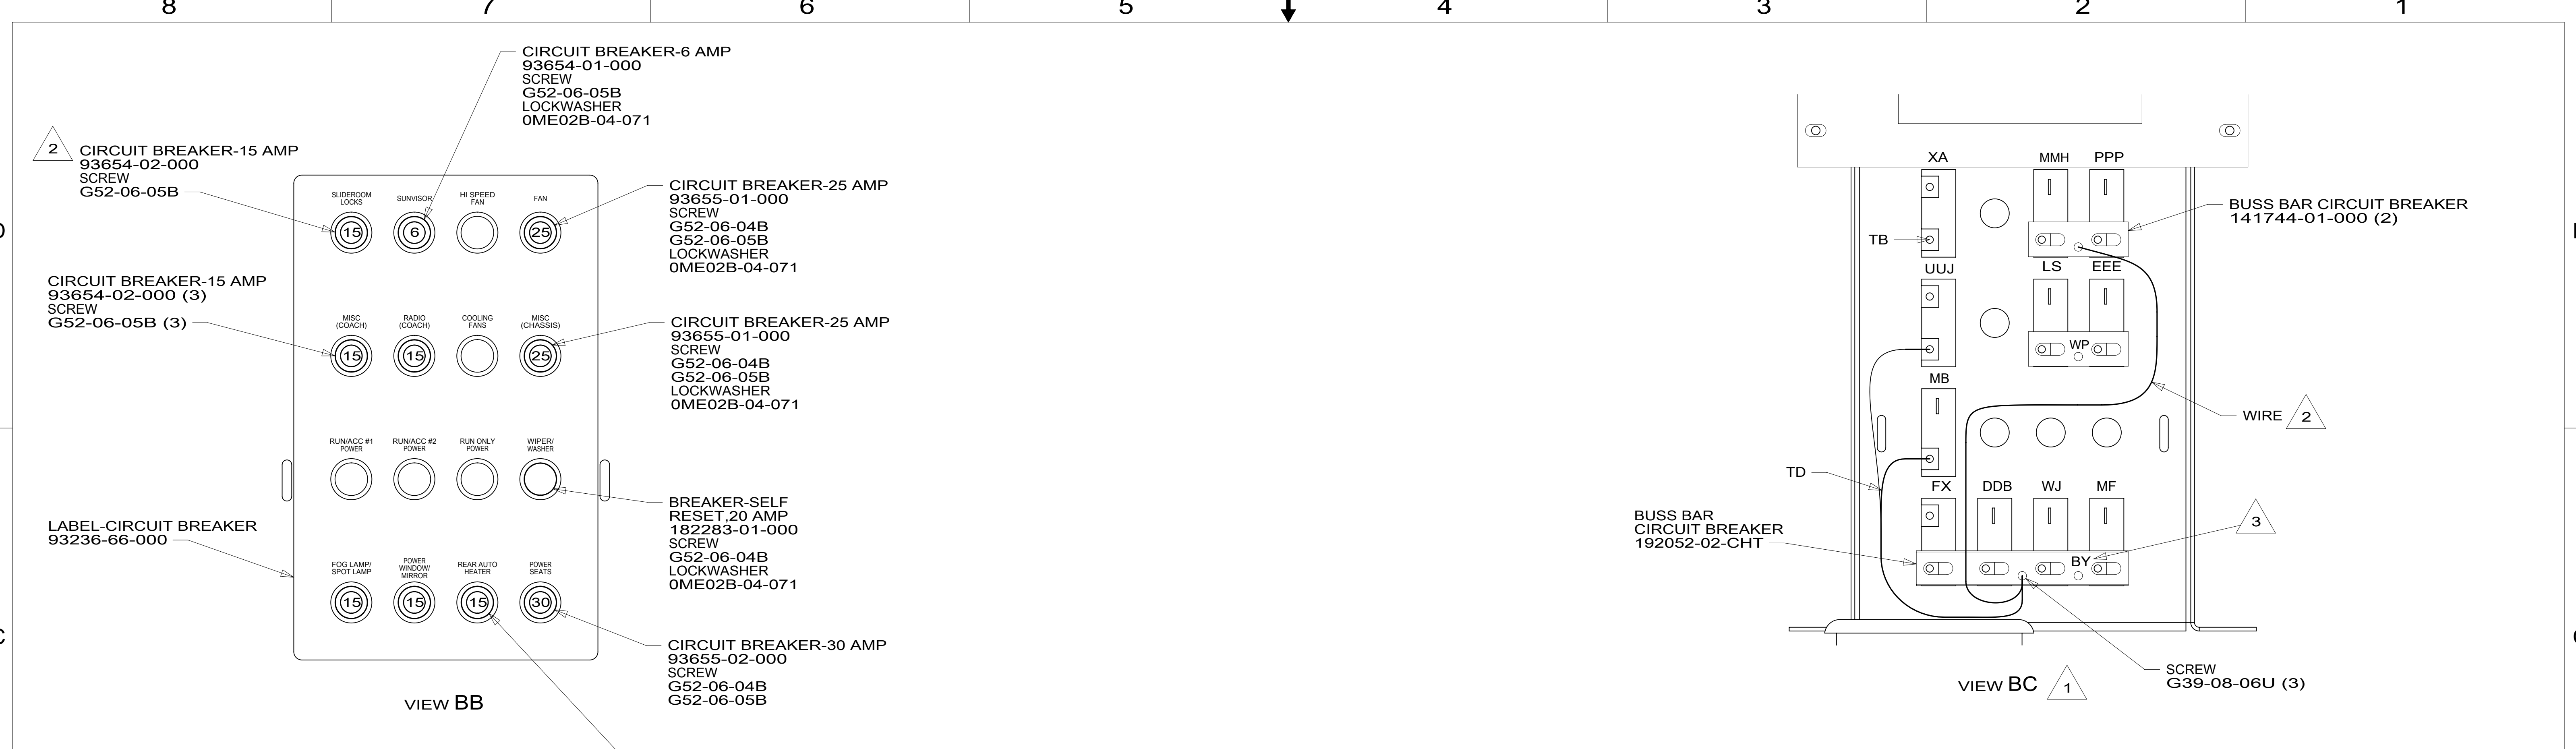 8 7 6 5 4 3 2 1
CIRCUIT BREAKER-6 AMP
93654-01-000
SCREW
G52-06-05B
LOCKWASHER
0ME02B-04-071
2
CIRCUIT BREAKER-15 AMP
93654-02-000
SCREW
G52-06-05B
CIRCUIT BREAKER-15 AMP
93654-02-000 (3)
SCREW
G52-06-05B (3)
LABEL-CIRCUIT BREAKER
93236-66-000
SLIDEROOM
LOCKS
SUNVISOR
HI SPEED
FAN
FAN
15 6 25
MISC
(COACH)
RADIO
(COACH)
COOLING
FANS
MISC
(CHASSIS)
15 15 25
RUN/ACC #1
POWER
RUN/ACC #2
POWER
RUN ONLY
POWER
WIPER/
WASHER
FOG LAMP/
SPOT LAMP
POWER
WINDOW/
MIRROR
REAR AUTO
HEATER
POWER
SEATS
15 15 15 30
VIEW BB
CIRCUIT BREAKER-25 AMP
93655-01-000
SCREW
G52-06-04B
G52-06-05B
LOCKWASHER
0ME02B-04-071
CIRCUIT BREAKER-25 AMP
93655-01-000
SCREW
G52-06-04B
G52-06-05B
LOCKWASHER
0ME02B-04-071
BREAKER-SELF
RESET,20 AMP
182283-01-000
SCREW
G52-06-04B
LOCKWASHER
0ME02B-04-071
CIRCUIT BREAKER-30 AMP
93655-02-000
SCREW
G52-06-04B
G52-06-05B
XA MMH PPP
TB
BUSS BAR CIRCUIT BREAKER
141744-01-000 (2)
UUJ LS EEE
WP
MB
WIRE 2
TD
FX DDB WJ MF
BUSS BAR
CIRCUIT BREAKER
192052-02-CHT
BY
3
SCREW
G39-08-06U (3)
VIEW BC 1